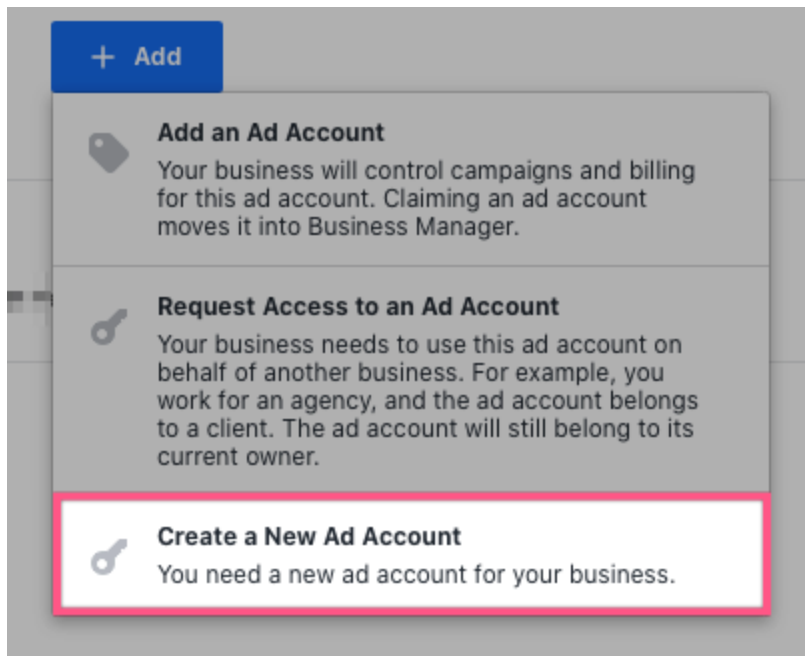 + Add
Add an Ad Account
Your business will control campaigns and billing
for this ad account. Claiming an ad account
moves it into Business Manager.
Request Access to an Ad Account
Your business needs to use this ad account on
behalf of another business. For example, you
work for an agency, and the ad account belongs
to a client. The ad account will still belong to its
current owner.
Create a New Ad Account
You need a new ad account for your business.